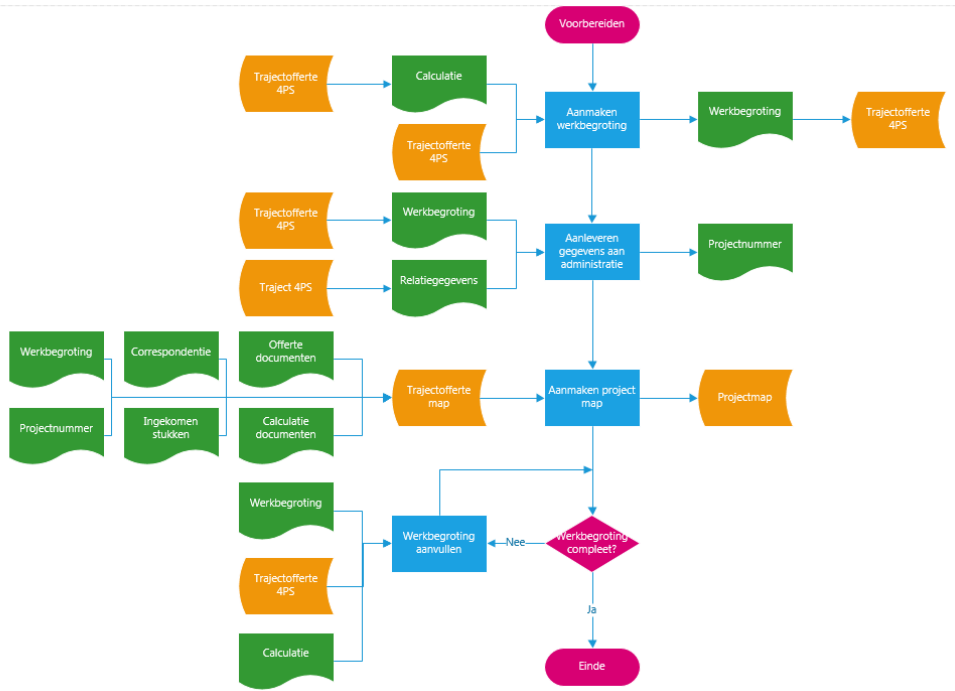 Voorbereiden
Trajectofferte
4PS
Calculatie
Trajectofferte
4PS
Aanmaken
werkbegroting
Werkbegroting
Trajectofferte
4PS
Trajectofferte
4PS
Werkbegroting
Traject 4PS
Relatiegegevens
Aanleveren
gegevens aan
administratie
Projectnummer
Werkbegroting
Correspondentie
Offerte
documenten
Projectnummer
Ingekomen
stukken
Calculatie
documenten
Trajectofferte
map
Aanmaken project
map
Projectmap
Werkbegroting
Trajectofferte
4PS
Calculatie
Werkbegroting
aanvullen
Nee
Werkbegroting
compleet?
Ja
Einde